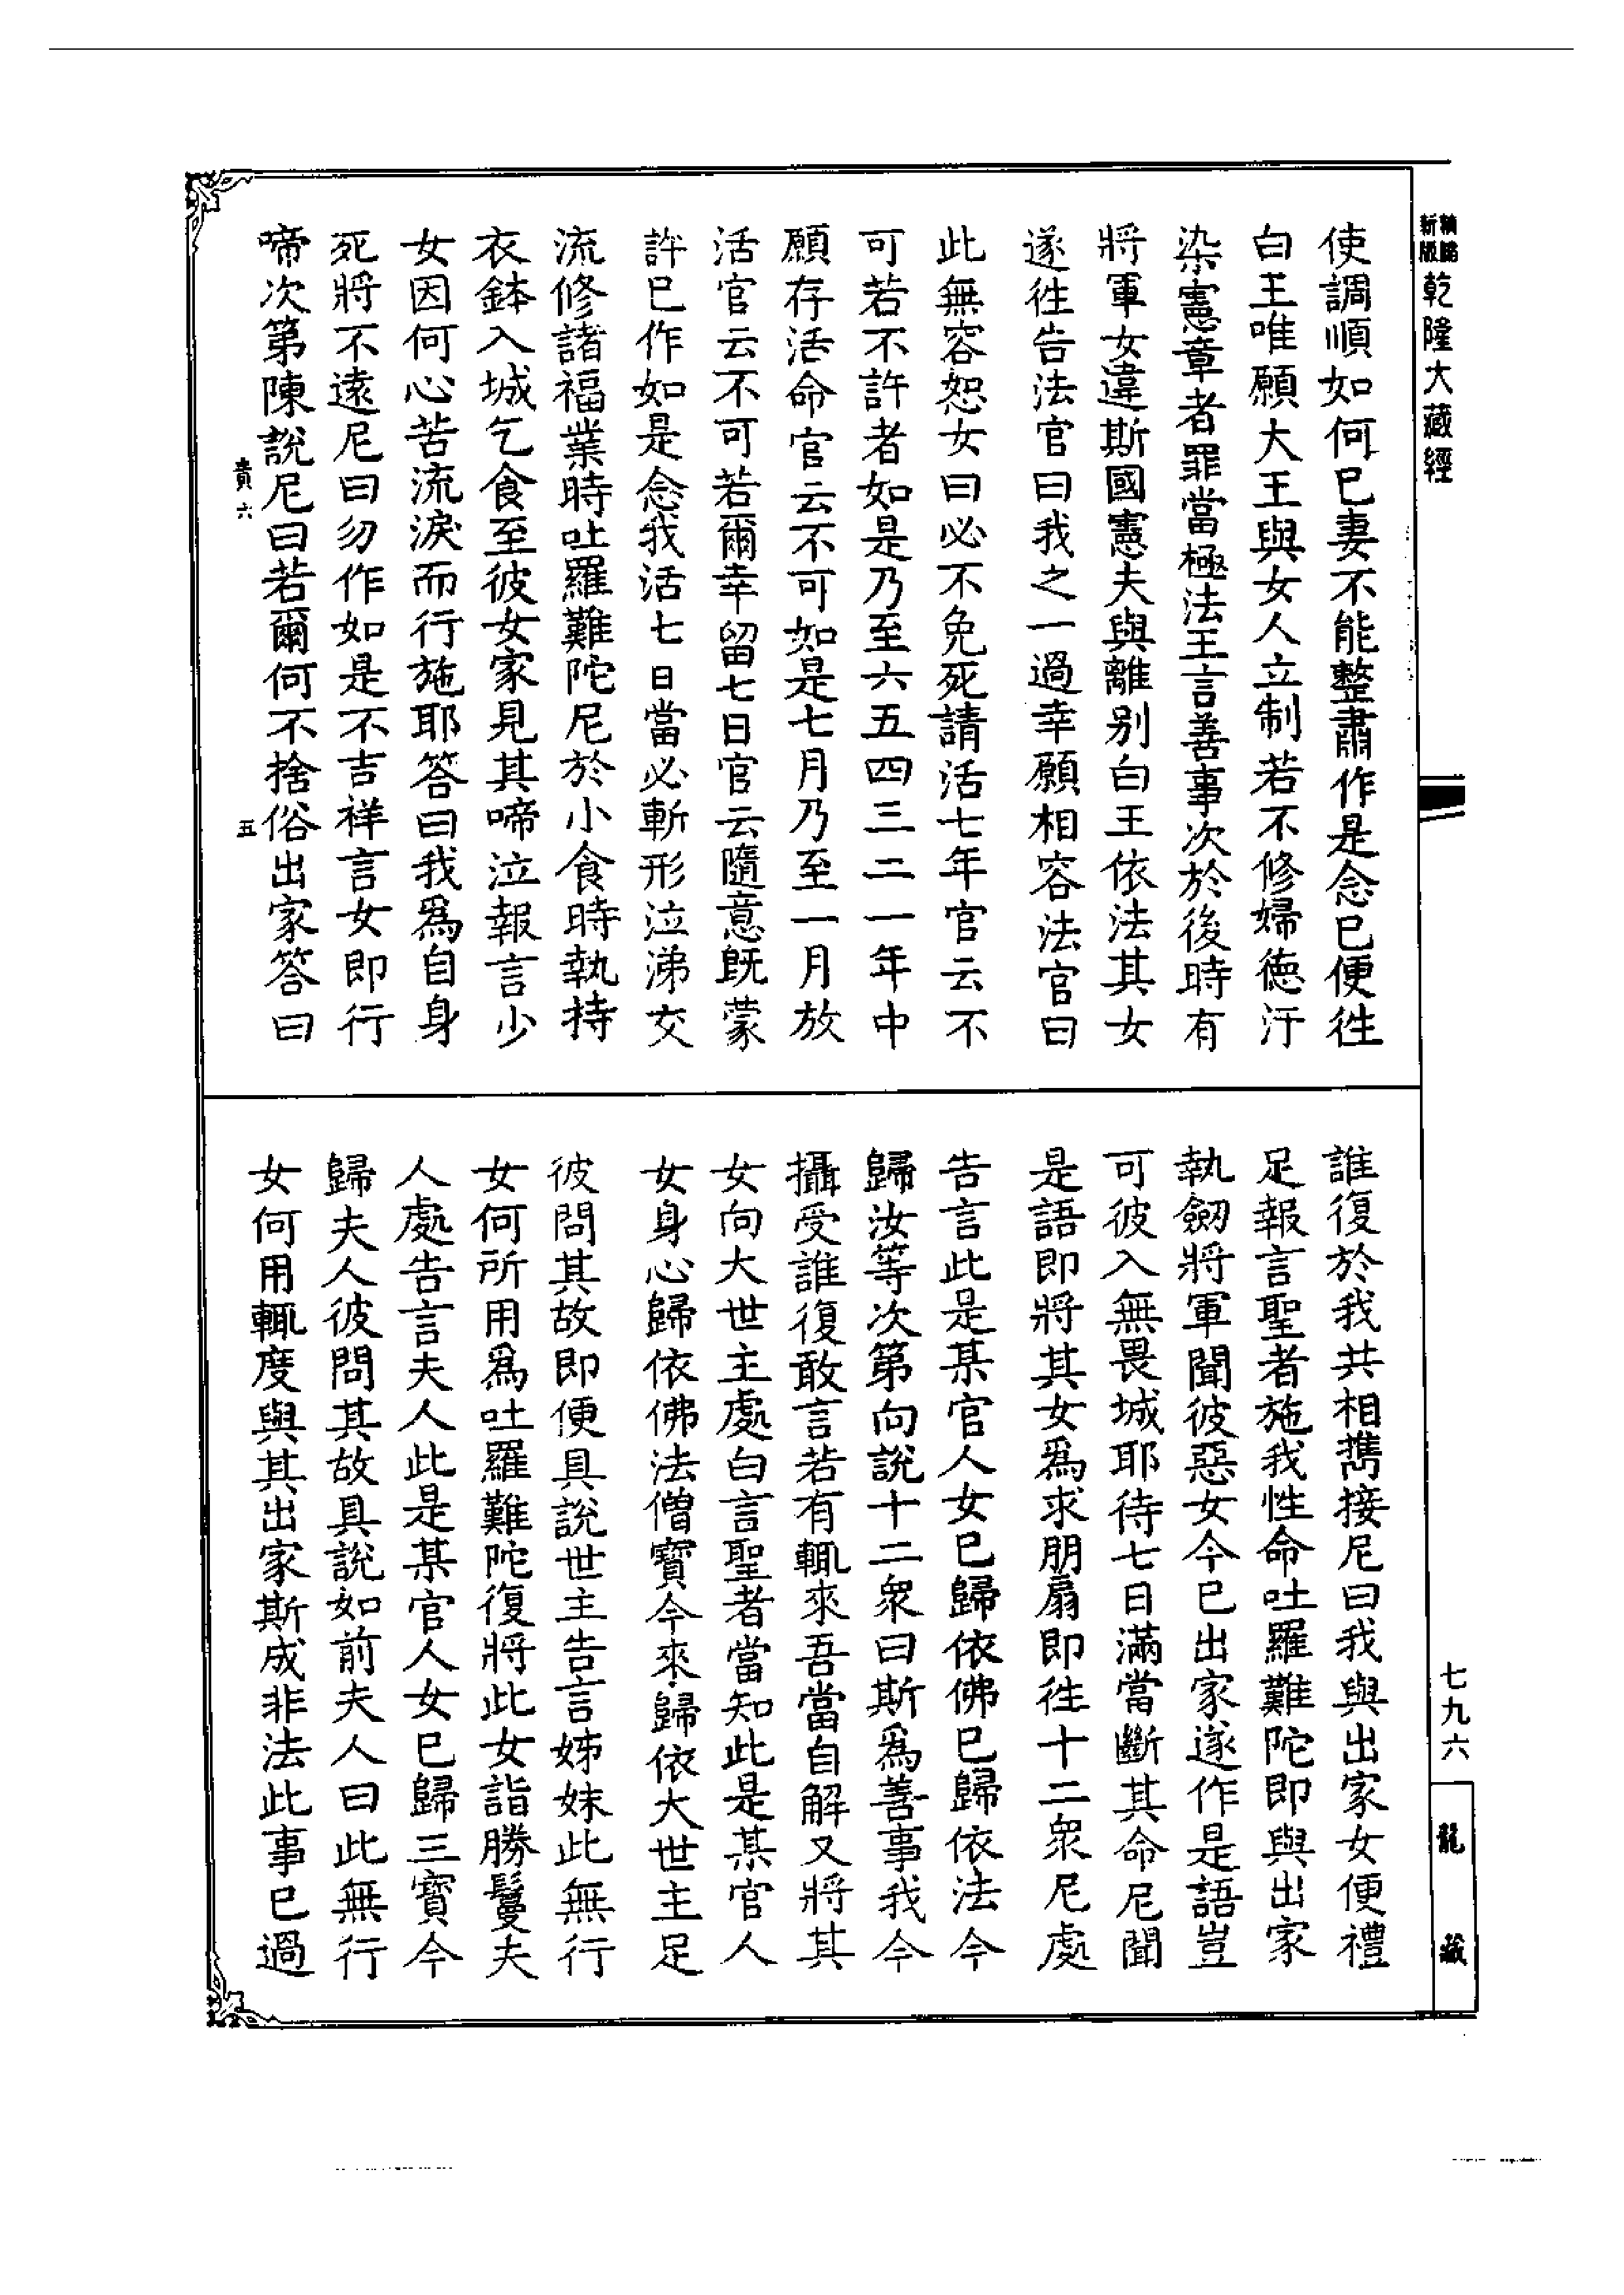 新版
精縮
乾隆大藏經
使調順如何已妻不能整肅作是念已便徃
白王唯願大王與女人立制若不修婦德汙
染憲章者罪當極法王言善事次於後時有
將軍女違斯國憲夫與離別白王依法其女
遂徃告法官曰我之一過幸願相容法官曰
此無容恕女曰必不免死請活七年官云不
可若不許者如是乃至六五四三二一年中
願存活命官云不可如是七月乃至一月放
活官云不可若爾幸留七日官云隨意旣蒙
許已作如是念我活七日當必斬形泣涕交
流修諸福業時吐羅難陀尼於小食時執持
衣鉢入城乞食至彼女家見其啼泣報言少
女因何心苦流淚而行施耶答曰我爲自身
死將不遠尼曰勿作如是不吉祥言女即行
啼次第陳說尼曰若爾何不捨俗出家答曰
責六
五
誰復於我共相攜接尼曰我與出家女便禮
足報言聖者施我性命吐羅難陀即與出家
執劒將軍聞彼惡女今已出家遂作是語豈
可彼入無畏城耶待七日滿當斷其命尼聞
是語即將其女爲求朋扇即徃十二衆尼處
告言此是某官人女已歸依佛已歸依法今
歸汝等次第向說十二衆曰斯爲善事我今
攝受誰復敢言若有輒來吾當自解又將其
女向大世主處白言聖者當知此是某官人
女身心歸依佛法僧寶今來歸依大世主足
彼問其故即便具說世主告言姊妹此無行
女何所用爲吐羅難陀復將此女詣勝鬘夫
人處告言夫人此是某官人女已歸三寶今
歸夫人彼問其故具說如前夫人曰此無行
女何用輒度與其出家斯成非法此事已過
七九六
龍藏